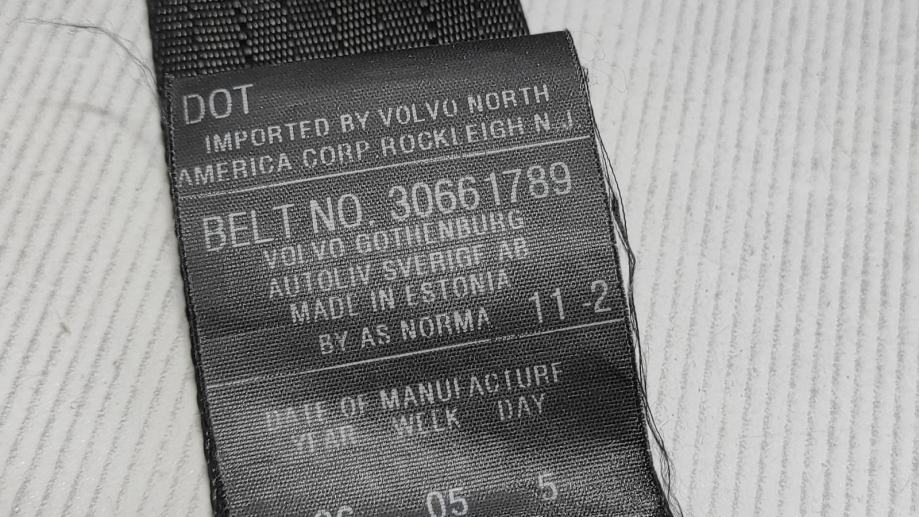 DOT
IMPORTED BY VOLVO NORTH
AMERICA CORP. ROCKLEIGH N.J
BELT NO. 30661789
VOLVO GOTHENBURG
AUTOLIV SVERIGE AB
MADE IN ESTONIA
BY AS NORMA 11 -2
DATE OF MANUFACTURE
YEAR WEEK DAY
05 5